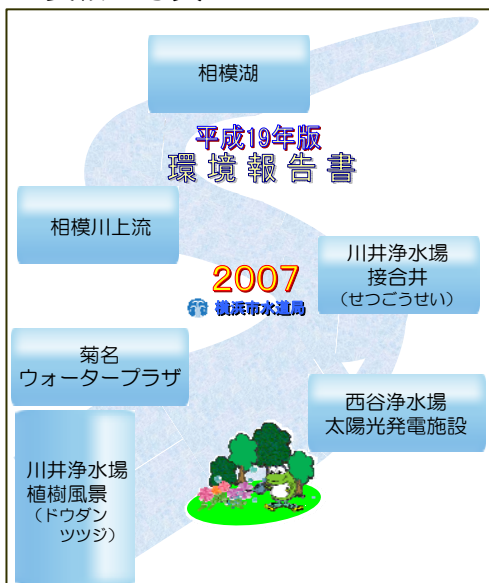 相模湖
平成19年版
環境報告書
相模川上流
川井浄水場
接合井
(せつごうせい)
2007
横浜市水道局
菊名
ウォータープラザ
西谷浄水場
太陽光発電施設
川井浄水場
植樹風景
(ドウダン
ツツジ)